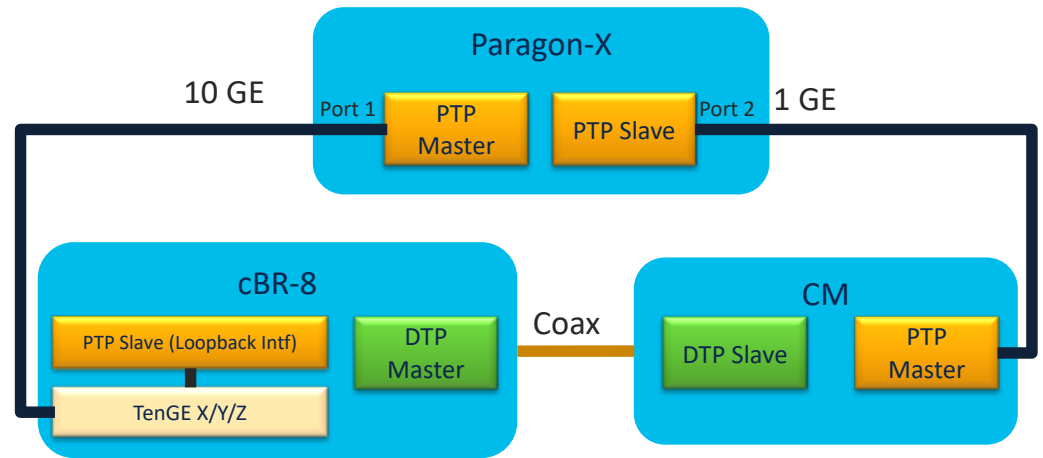 Paragon-X
10 GE
Port 1
PTP
Master
PTP Slave
Port 2
1 GE
cBR-8
PTP Slave (Loopback Intf)
TenGE X/Y/Z
DTP
Master
Coax
CM
DTP Slave
PTP
Master